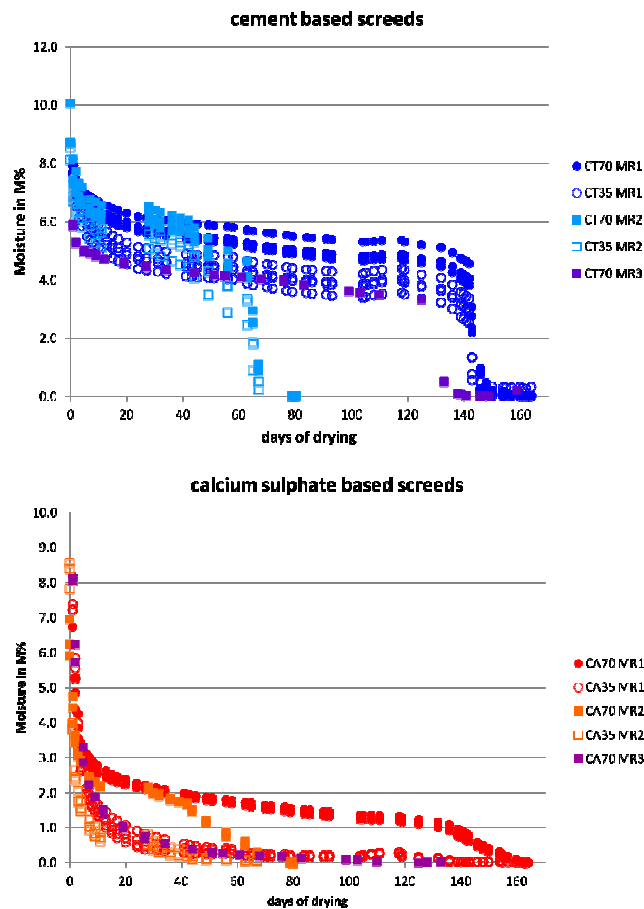 cement based screeds
12.0
10.0
8.0
6.0
4.0
2.0
0.0
Moisture in M%
0 20 40 60 80 100 120 140 160
days of drying
CT70 MR1
CT35 MR1
CT70 MR2
CT35 MR2
CT70 MR3
calcium sulphate based screeds
10.0
9.0
8.0
7.0
6.0
5.0
4.0
3.0
2.0
1.0
0.0
Moisture in M%
0 20 40 60 80 100 120 140 160
days of drying
CA70 MR1
CA35 MR1
CA70 MR2
CA35 MR2
CA70 MR3